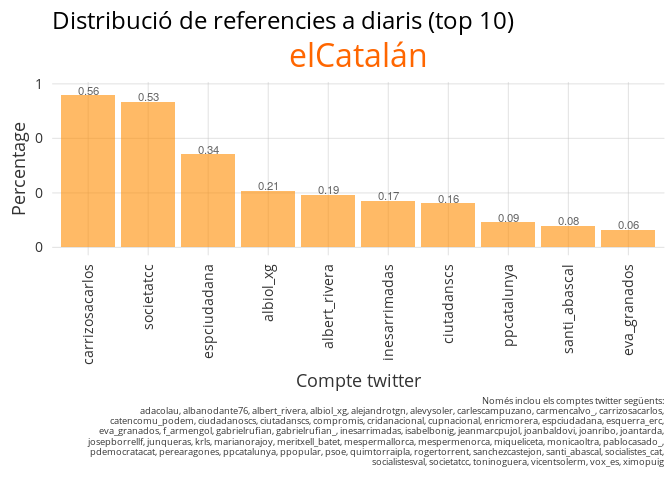 Distribució de referencies a diaris (top 10)
elCatalán
Percentage
1
0
0
0
0.56
0.53
0.34
0.21
0.19
0.17
0.16
0.09
0.08
0.06
carrizosacarlos
societatcc
espciudadana
albiol_xg
albert_rivera
inesarrimadas
ciutadanscs
ppcatalunya
santi_abascal
eva_granados
Compte twitter
Només inclou els comptes twitter següents:
adacolau, albanodante76, albert_rivera, albiol_xg, alejandrotgn, alevysoler, carlescampuzano, carmencalvo_, carrizosacarlos,
catencomu_podem, ciudadanoscs, ciutadanscs, compromis, cridanacional, cupnacional, enricmorera, espciudadana, esquerra_erc,
eva_granados, f_armengol, gabrielrufian, gabrielrufian_, inesarrimadas, isabelbonig, jeanmarcpujol, joanbaldovi, joanribo, joantarda,
josepborrellf, junqueras, krls, marianorajoy, meritxell_batet, mespermallorca, mespermenorca, miqueliceta, monicaoltra, pablocasado_,
pdemocratacat, perearagones, ppcatalunya, ppopular, psoe, quimtorraipla, rogertorrent, sanchezcastejon, santi_abascal, socialistes_cat,
socialistesval, societatcc, toninoguera, vicentsolerm, vox_es, ximopuig